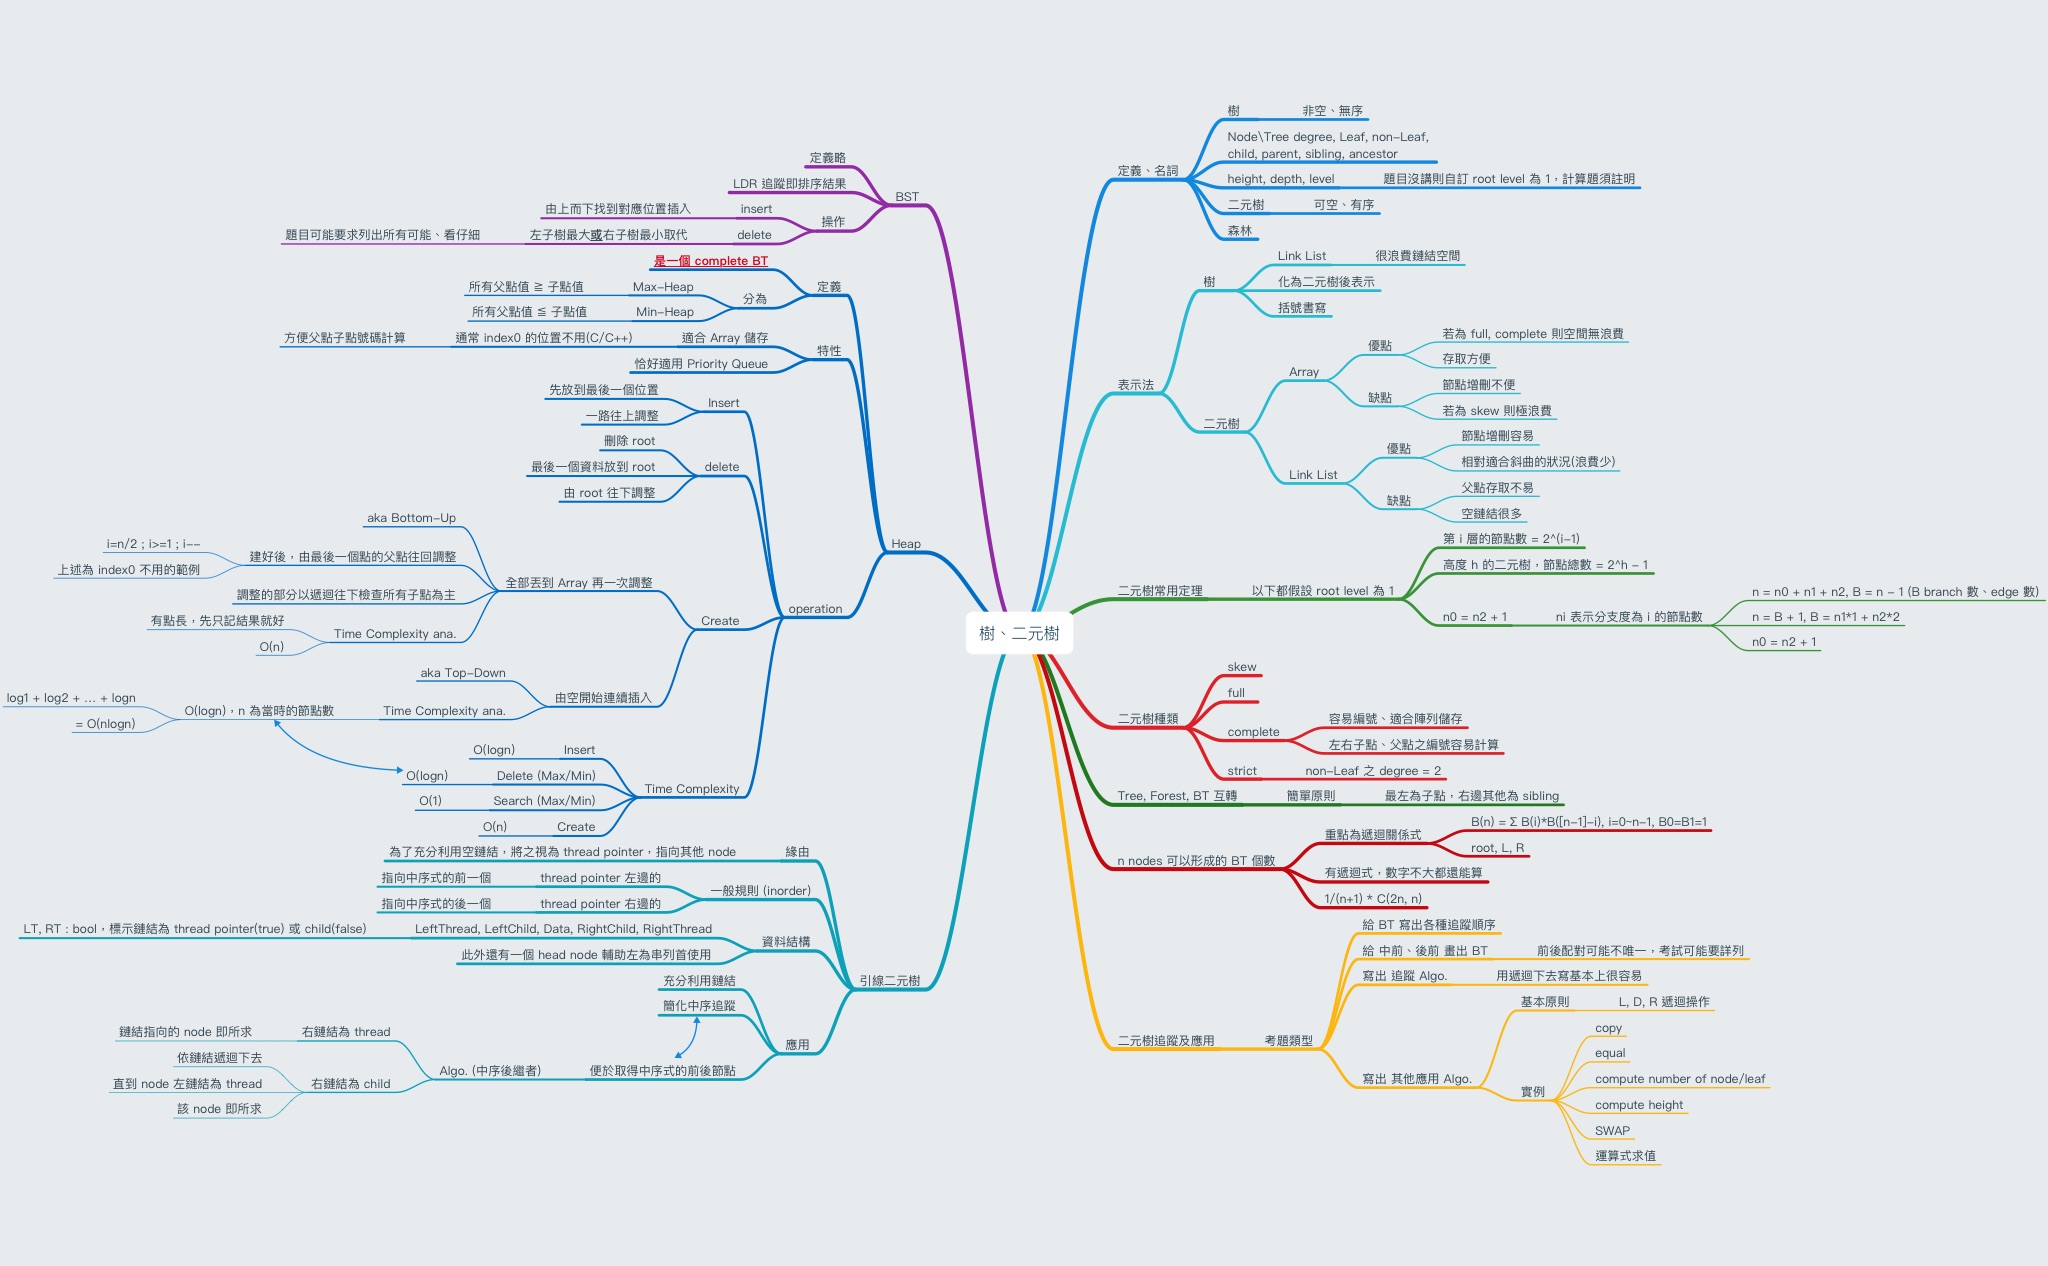 樹、二元樹
定義、名詞
樹
非空、無序
Node\Tree degree, Leaf, non-Leaf,
child, parent, sibling, ancestor
height, depth, level
題目沒講則自訂 root level 為 1，計算題須註明
二元樹
可空、有序
森林
表示法
樹
Link List
很浪費鏈結空間
化為二元樹後表示
括號書寫
二元樹
Array
優點
若為 full, complete 則空間無浪費
存取方便
缺點
節點增刪不便
若為 skew 則極浪費
Link List
優點
節點增刪容易
相對適合斜曲的狀況(浪費少)
缺點
父點存取不易
空鏈結很多
二元樹常用定理
以下都假設 root level 為 1
第 i 層的節點數 = 2^(i-1)
高度 h 的二元樹，節點總數 = 2^h - 1
n0 = n2 + 1
ni 表示分支度為 i 的節點數
n = n0 + n1 + n2, B = n - 1 (B branch 數、edge 數)
n = B + 1, B = n1*1 + n2*2
n0 = n2 + 1
二元樹種類
skew
full
complete
容易編號、適合陣列儲存
左右子點、父點之編號容易計算
strict
non-Leaf 之 degree = 2
Tree, Forest, BT 互轉
簡單原則
最左為子點，右邊其他為 sibling
n nodes 可以形成的 BT 個數
重點為遞迴關係式
B(n) = Σ B(i)*B([n-1]-i), i=0~n-1, B0=B1=1
root, L, R
有遞迴式，數字不大都還能算
1/(n+1) * C(2n, n)
二元樹追蹤及應用
考題類型
給 BT 寫出各種追蹤順序
給 中前、後前 畫出 BT
前後配對可能不唯一，考試可能要詳列
寫出 追蹤 Algo.
用遞迴下去寫基本上很容易
寫出 其他應用 Algo.
基本原則
L, D, R 遞迴操作
實例
copy
equal
compute number of node/leaf
compute height
SWAP
運算式求值
BST
定義略
LDR 追蹤即排序結果
操作
insert
由上而下找到對應位置插入
delete
左子樹最大或右子樹最小取代
題目可能要求列出所有可能、看仔細
Heap
定義
是一個 complete BT
分為
Max-Heap
所有父點值 ≧ 子點值
Min-Heap
所有父點值 ≦ 子點值
特性
適合 Array 儲存
通常 index0 的位置不用(C/C++)
方便父點子點號碼計算
恰好適用 Priority Queue
operation
Insert
先放到最後一個位置
一路往上調整
delete
刪除 root
最後一個資料放到 root
由 root 往下調整
Create
全部丟到 Array 再一次調整
aka Bottom-Up
建好後，由最後一個點的父點往回調整
i=n/2 ; i>=1 ; i--
上述為 index0 不用的範例
調整的部分以遞迴往下檢查所有子點為主
Time Complexity ana.
有點長，先只記結果就好
O(n)
由空開始連續插入
aka Top-Down
Time Complexity ana.
O(logn)，n 為當時的節點數
log1 + log2 + ... + logn
= O(nlogn)
Time Complexity
Insert
O(logn)
Delete (Max/Min)
O(logn)
Search (Max/Min)
O(1)
Create
O(n)
引線二元樹
緣由
為了充分利用空鏈結，將之視為 thread pointer，指向其他 node
一般規則 (inorder)
thread pointer 左邊的
指向中序式的前一個
thread pointer 右邊的
指向中序式的後一個
資料結構
LeftThread, LeftChild, Data, RightChild, RightThread
LT, RT : bool，標示鏈結為 thread pointer(true) 或 child(false)
此外還有一個 head node 輔助左為串列首使用
應用
充分利用鏈結
簡化中序追蹤
便於取得中序式的前後節點
Algo. (中序後繼者)
右鏈結為 thread
鏈結指向的 node 即所求
右鏈結為 child
依鏈結遞迴下去
直到 node 左鏈結為 thread
該 node 即所求